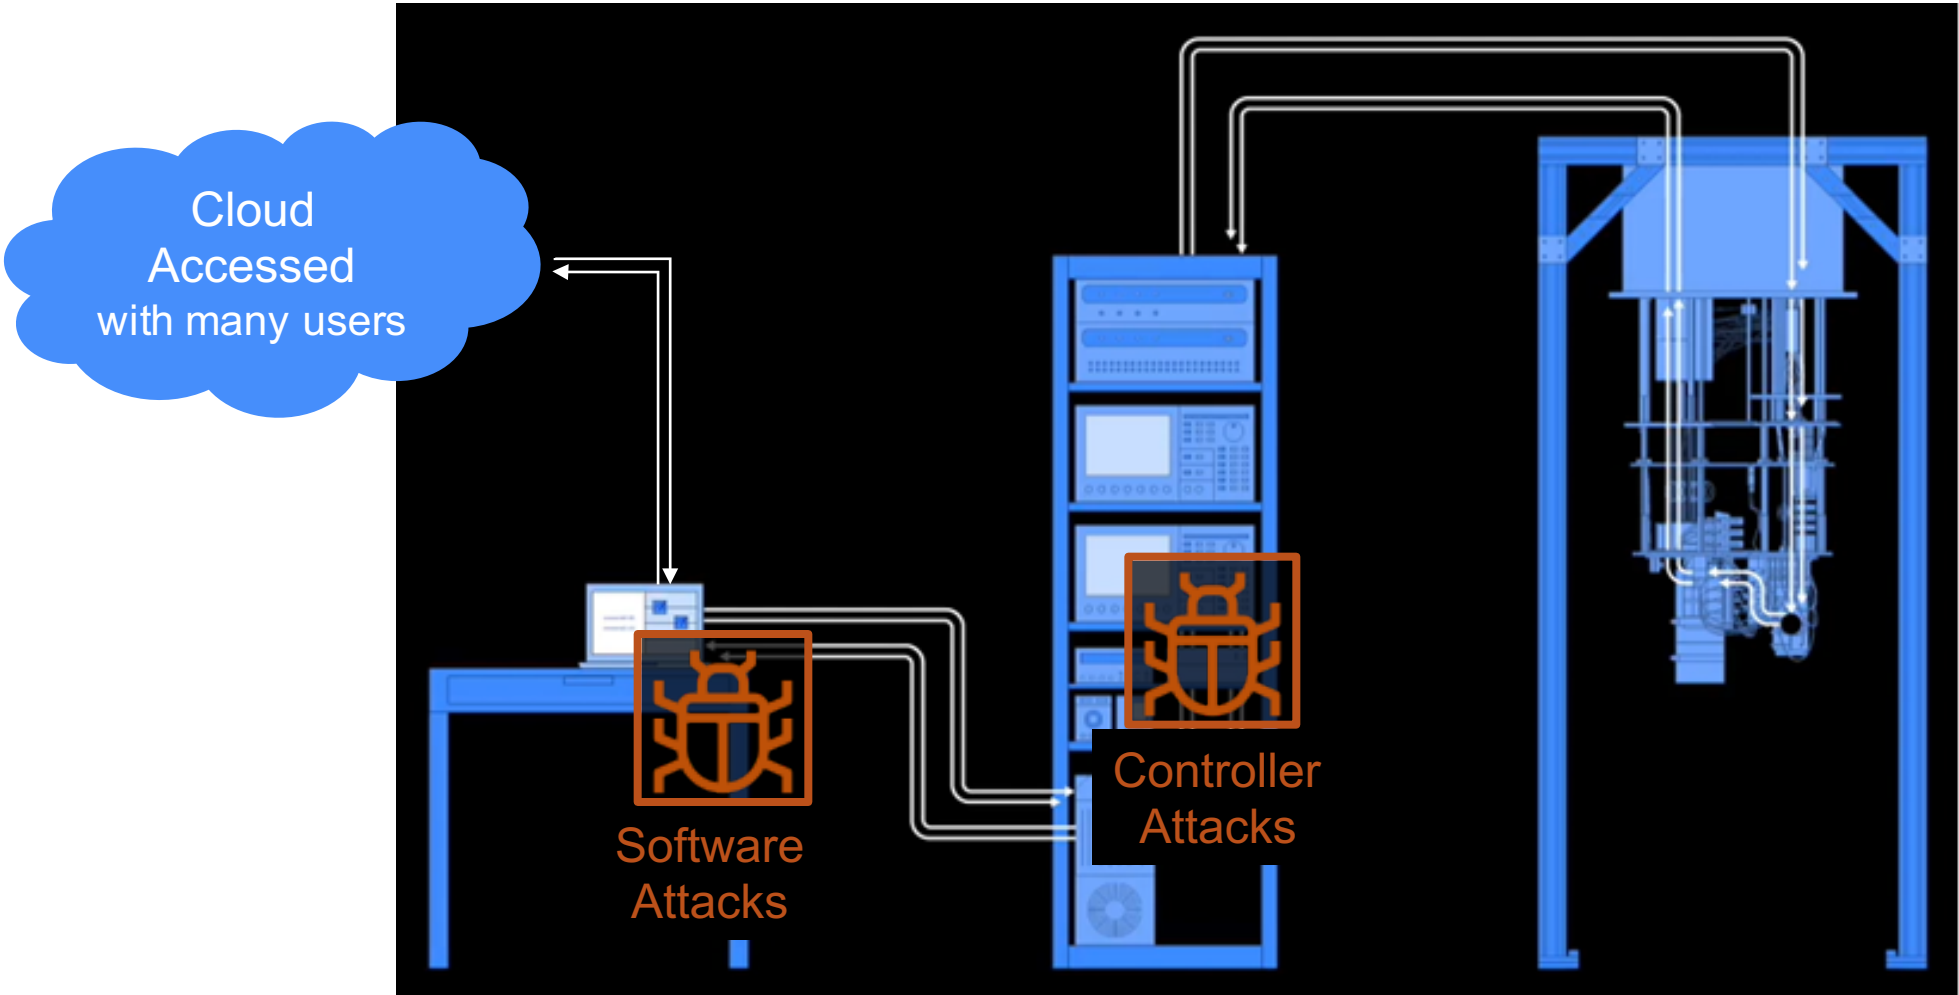 Cloud
Accessed
with many users
Software
Attacks
Controller
Attacks